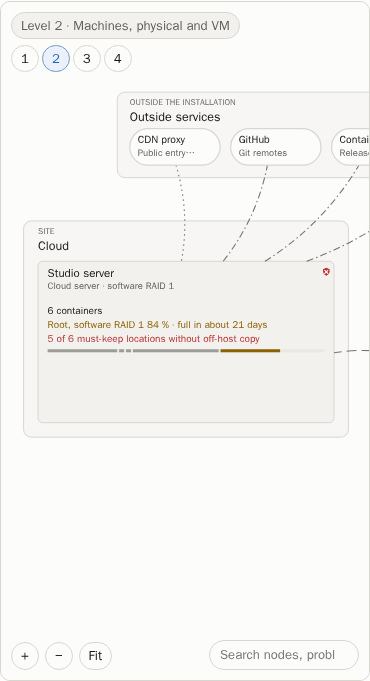 Level 2 · Machines, physical and VM
1 2 3 4
OUTSIDE THE INSTALLATION
Outside services
CDN proxy
Public entry…
GitHub
Git remotes
Contai
Release
SITE
Cloud
Studio server
Cloud server · software RAID 1
6 containers
Root, software RAID 1 84 % · full in about 21 days
5 of 6 must-keep locations without off-host copy
+ − Fit
Search nodes, probl